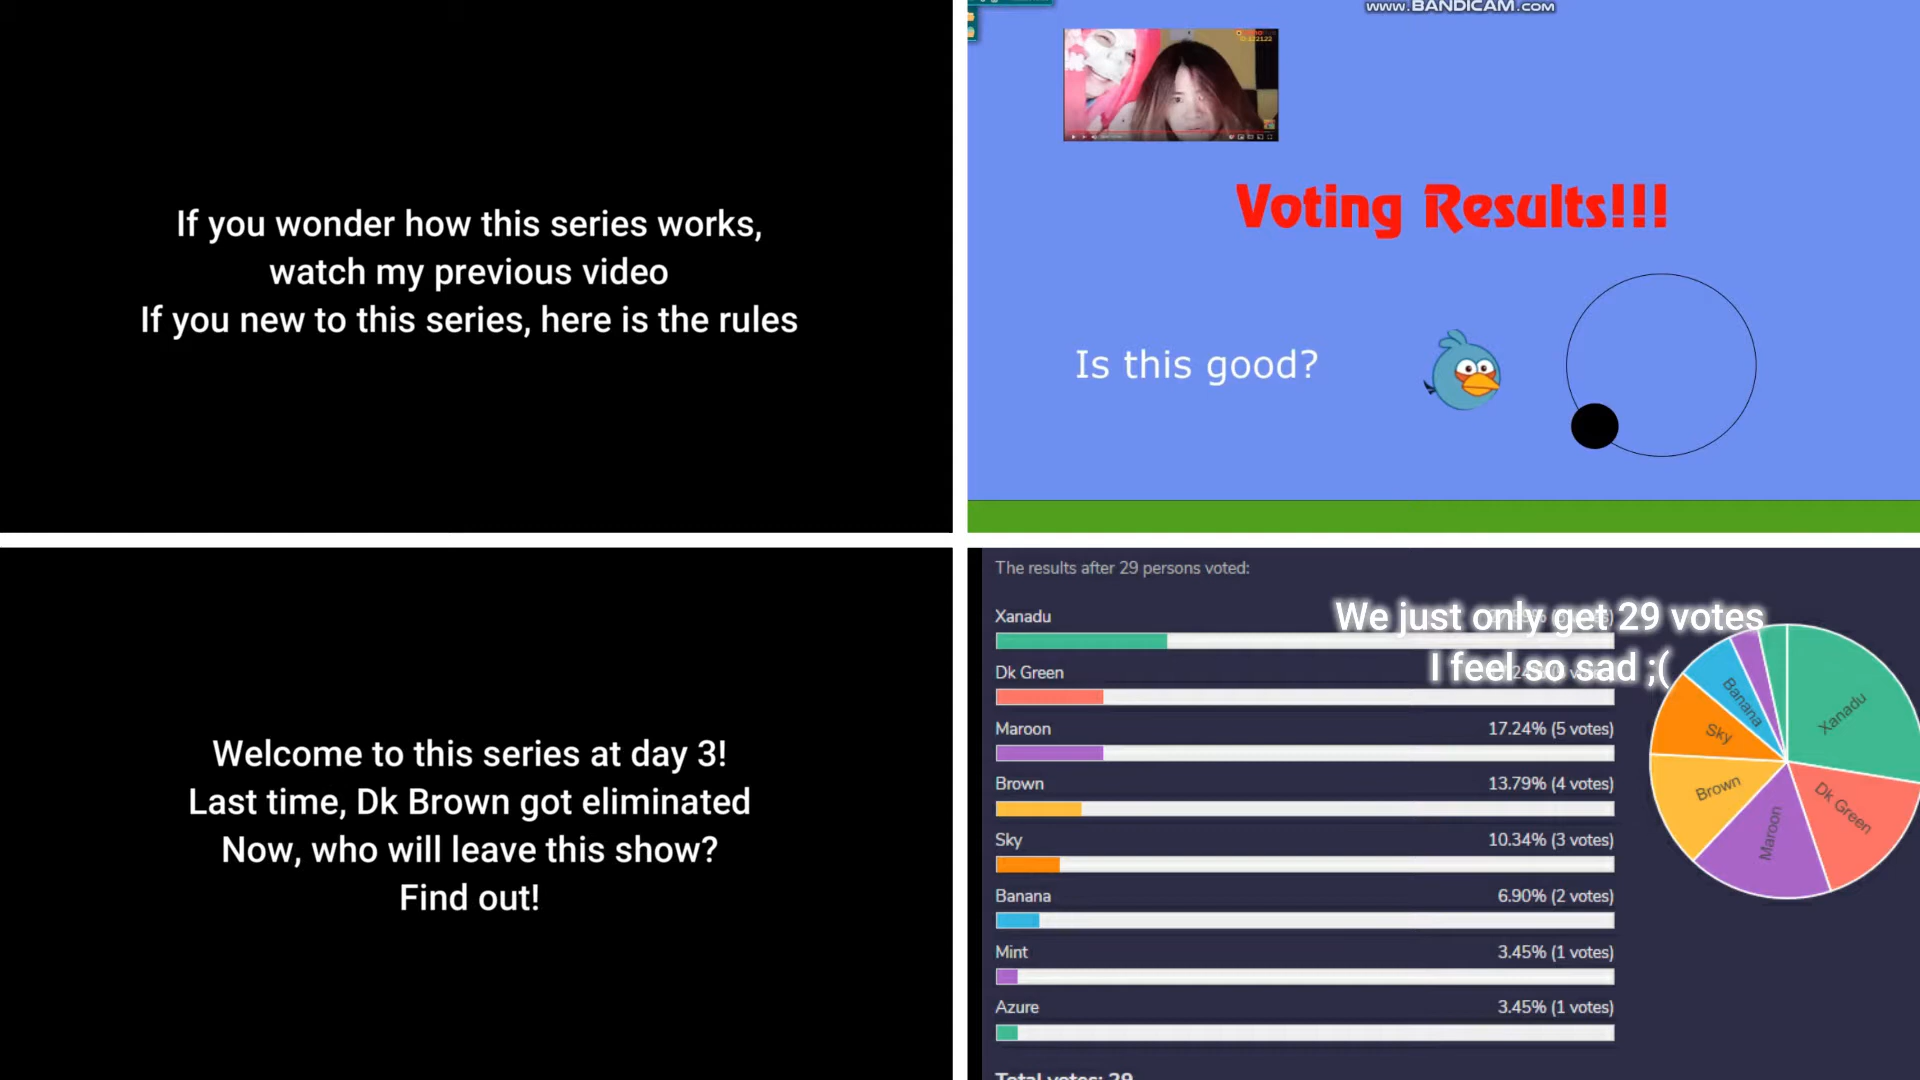 If you wonder how this series works,
watch my previous video
If you new to this series, here is the rules
www.BANDICAM.com
Voting Results!!!
Is this good?
Welcome to this series at day 3!
Last time, Dk Brown got eliminated
Now, who will leave this show?
Find out!
The results after 29 persons voted:
We just only get 29 votes
I feel so sad ;(
Xanadu
Dk Green
Maroon 17.24% (5 votes)
Brown 13.79% (4 votes)
Sky 10.34% (3 votes)
Banana 6.90% (2 votes)
Mint 3.45% (1 votes)
Azure 3.45% (1 votes)
Total votes: 29
Xanadu
Dk Green
Maroon
Brown
Sky
Banana